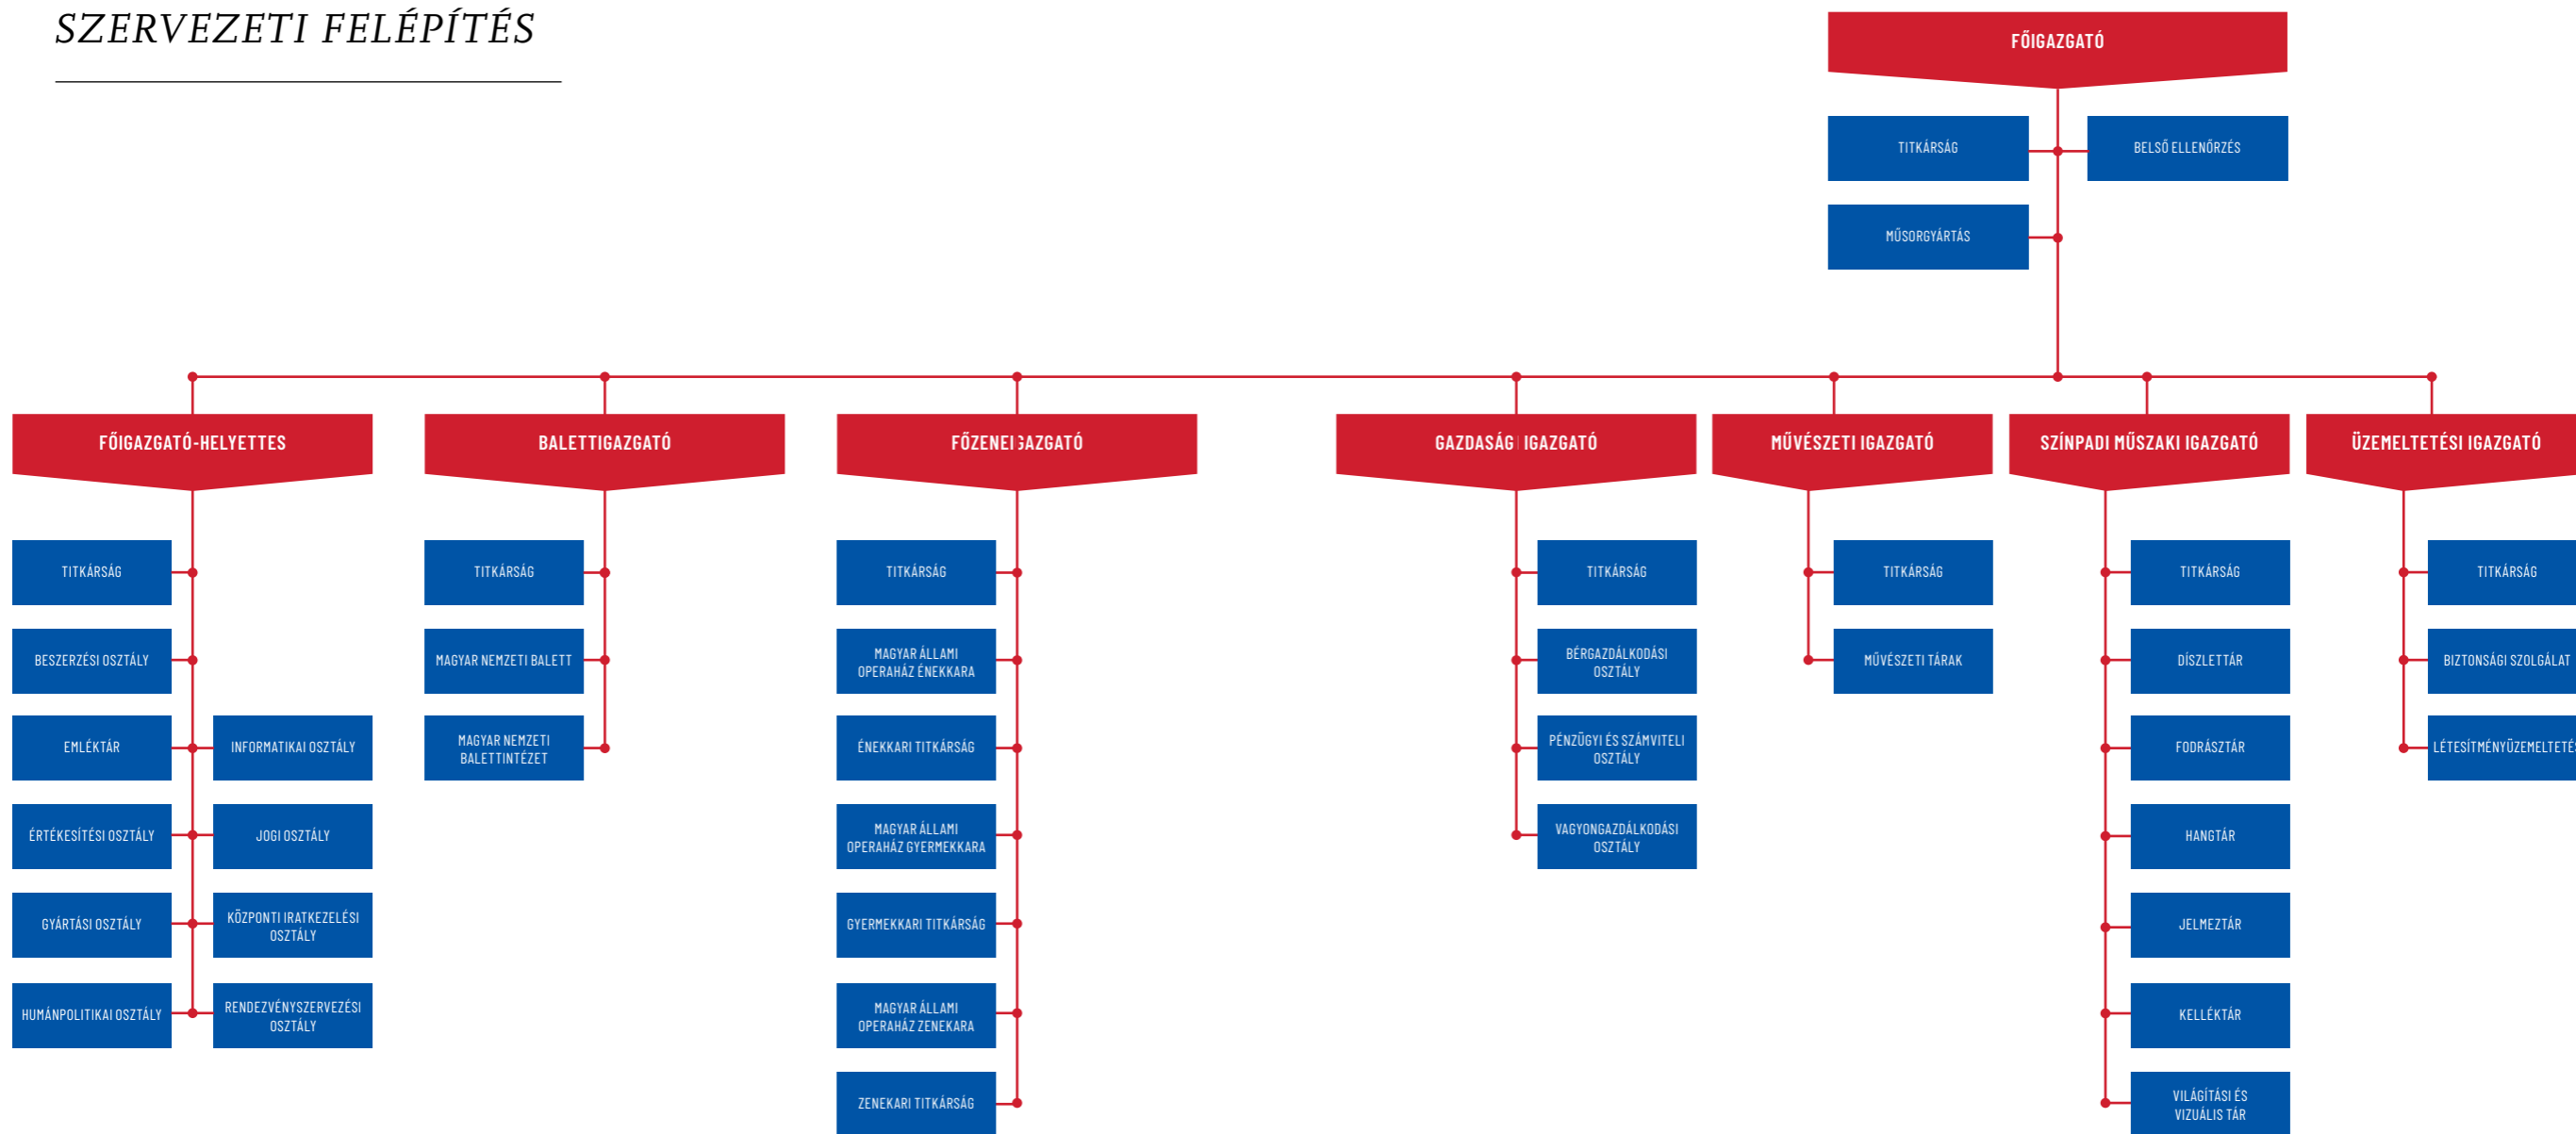 SZERVEZETI FELÉPÍTÉS
FŐIGAZGATÓ
TITKÁRSÁG
BELSŐ ELLENŐRZÉS
MŰSORGYÁRTÁS
FŐIGAZGATÓ-HELYETTES
TITKÁRSÁG
BESZERZÉSI OSZTÁLY
EMLÉKTÁR
INFORMATIKAI OSZTÁLY
ÉRTÉKESÍTÉSI OSZTÁLY
JOGI OSZTÁLY
GYÁRTÁSI OSZTÁLY
KÖZPONTI IRATKEZELÉSI
OSZTÁLY
HUMÁNPOLITIKAI OSZTÁLY
RENDEZVÉNYSZERVEZÉSI
OSZTÁLY
BALETTIGAZGATÓ
TITKÁRSÁG
MAGYAR NEMZETI BALETT
MAGYAR NEMZETI
BALETTINTÉZET
FŐZENEIGAZGATÓ
TITKÁRSÁG
MAGYAR ÁLLAMI
OPERAHÁZ ÉNEKKARA
ÉNEKKARI TITKÁRSÁG
MAGYAR ÁLLAMI
OPERAHÁZ GYERMEKKARA
GYERMEKKARI TITKÁRSÁG
MAGYAR ÁLLAMI
OPERAHÁZ ZENEKARA
ZENEKARI TITKÁRSÁG
GAZDASÁGI IGAZGATÓ
TITKÁRSÁG
BÉRGAZDÁLKODÁSI
OSZTÁLY
PÉNZÜGYI ÉS SZÁMVITELI
OSZTÁLY
VAGYONGAZDÁLKODÁSI
OSZTÁLY
MŰVÉSZETI IGAZGATÓ
TITKÁRSÁG
MŰVÉSZETI TÁRAK
SZÍNPADI MŰSZAKI IGAZGATÓ
TITKÁRSÁG
DÍSZLETTÁR
FODRÁSZTÁR
HANGTÁR
JELMEZTÁR
KELLÉKTÁR
VILÁGÍTÁSI ÉS
VIZUÁLIS TÁR
ÜZEMELTETÉSI IGAZGATÓ
TITKÁRSÁG
BIZTONSÁGI SZOLGÁLAT
LÉTESÍTMÉNYÜZEMELTETÉS